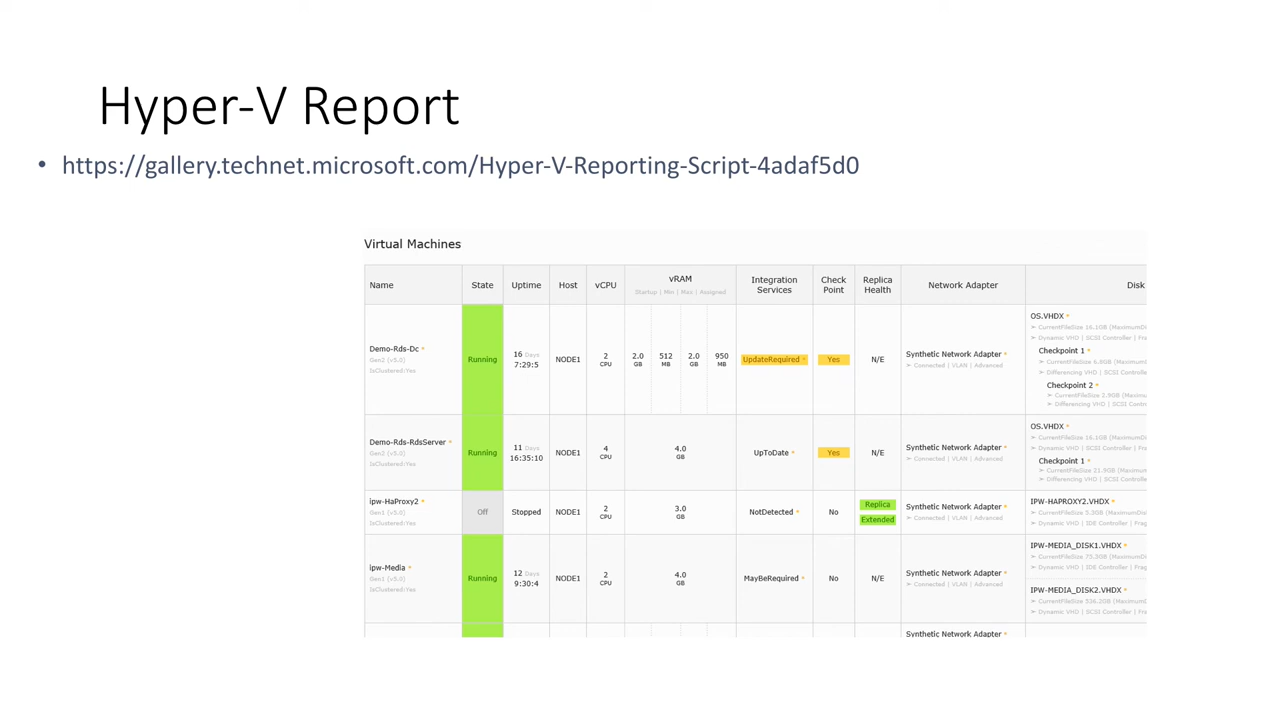 Hyper-V Report
• https://gallery.technet.microsoft.com/Hyper-V-Reporting-Script-4adaf5d0
Virtual Machines
Name State Uptime Host vCPU vRAM Integration Services Check Point Replica Health Network Adapter Disk
Startup | Min | Max | Assigned
Demo-Rds-Dc *
Gen2 (v5.0)
IsClustered:Yes
Running
16 Days
7:29:5
NODE1
2
CPU
2.0
GB
512
MB
2.0
GB
950
MB
UpdateRequired *
Yes
N/E
Synthetic Network Adapter *
➢ Connected | VLAN | Advanced
OS.VHDX *
➢ CurrentFileSize 16.1GB (MaximumDi
➢ Dynamic VHD | SCSI Controller | Fra
Checkpoint 1 *
➢ CurrentFileSize 6.9GB (Maximum
➢ Differencing VHD | SCSI Controlle
Checkpoint 2 *
➢ CurrentFileSize 2.9GB (Maxim
➢ Differencing VHD | SCSI Contr
Demo-Rds-RdsServer *
Gen2 (v5.0)
IsClustered:Yes
Running
11 Days
16:35:10
NODE1
4
CPU
4.0
GB
UpToDate *
Yes
N/E
Synthetic Network Adapter *
➢ Connected | VLAN | Advanced
OS.VHDX *
➢ CurrentFileSize 16.1GB (MaximumDi
➢ Dynamic VHD | SCSI Controller | Fra
Checkpoint 1 *
➢ CurrentFileSize 21.9GB (Maximum
➢ Differencing VHD | SCSI Controlle
ipw-HaProxy2 *
Gen1 (v5.0)
IsClustered:Yes
Off
Stopped
NODE1
2
CPU
3.0
GB
NotDetected *
No
Replica
Extended
Synthetic Network Adapter *
➢ Connected | VLAN | Advanced
IPW-HAPROXY2.VHDX *
➢ CurrentFileSize 5.3GB (MaximumDis
➢ Dynamic VHD | IDE Controller | Frag
ipw-Media *
Gen1 (v5.0)
IsClustered:Yes
Running
12 Days
9:30:4
NODE1
2
CPU
4.0
GB
MayBeRequired *
No
N/E
Synthetic Network Adapter *
➢ Connected | VLAN | Advanced
IPW-MEDIA_DISK1.VHDX *
➢ CurrentFileSize 75.3GB (MaximumDi
➢ Dynamic VHD | IDE Controller | Frag
IPW-MEDIA_DISK2.VHDX *
➢ CurrentFileSize 536.2GB (MaximumD
➢ Dynamic VHD | SCSI Controller | Fra
Synthetic Network Adapter *